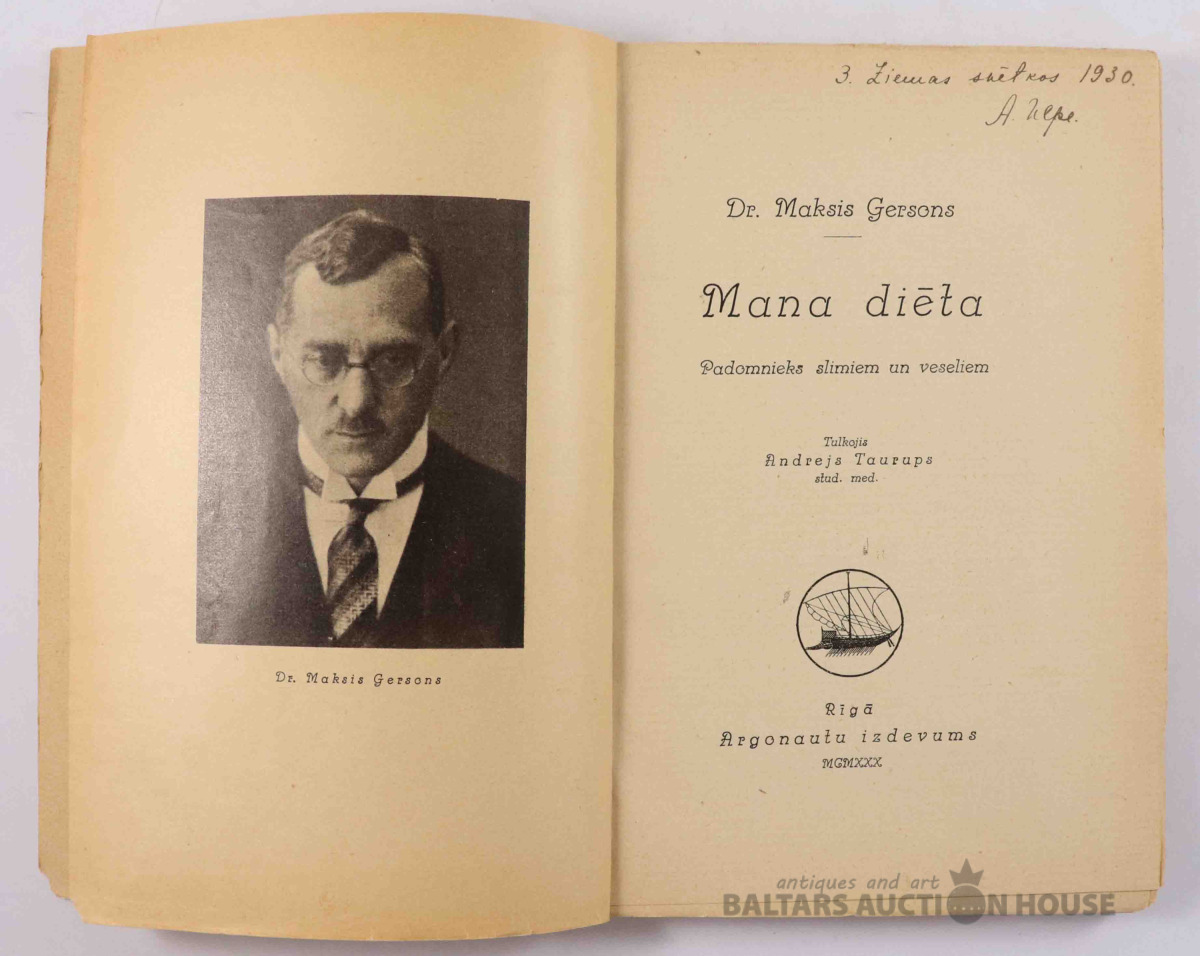 Dr. Maksis Gersons
3. Ziemas svētkos 1930.
Dr. Maksis Gersons
Mana diēta
Padomnieks slimiem un veseliem
Tulkojis
Andrejs Taurups
stud. med.
Rīgā
Argonautu izdevums
MCMXXX
antiques and art
BALTARS AUCTION HOUSE